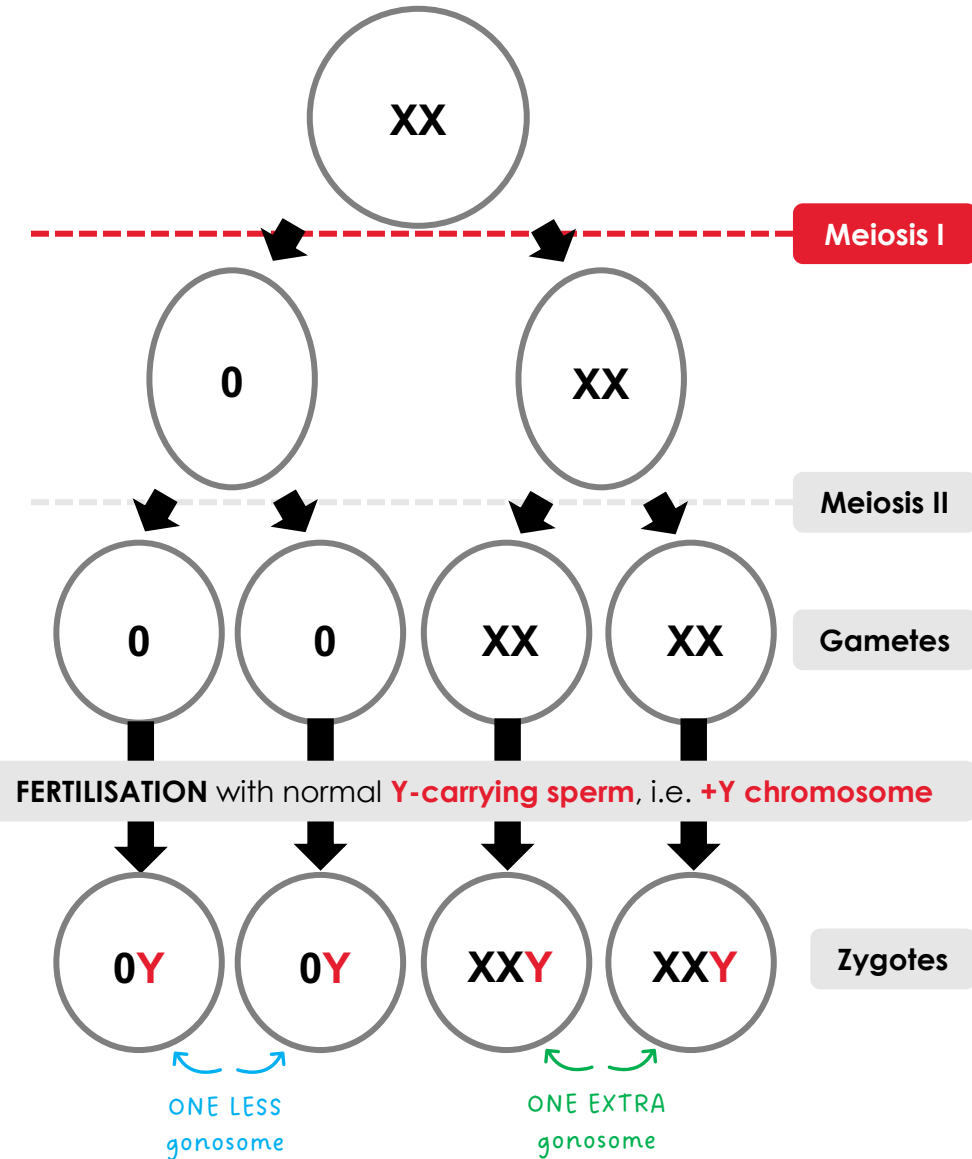 XX
Meiosis I
0
XX
Meiosis II
0
0
XX
XX
Gametes
FERTILISATION with normal Y-carrying sperm, i.e. +Y chromosome
0Y
0Y
XXY
XXY
Zygotes
ONE LESS
gonosome
ONE EXTRA
gonosome